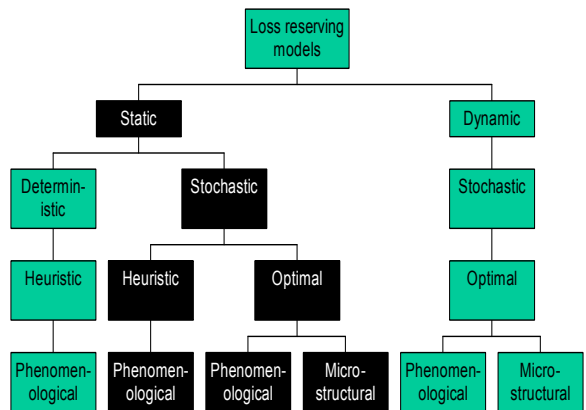 Loss reserving
models
Static
Dynamic
Determin-
istic
Stochastic
Stochastic
Heuristic
Heuristic
Optimal
Optimal
Phenomen-
ological
Phenomen-
ological
Phenomen-
ological
Micro-
structural
Phenomen-
ological
Micro-
structural